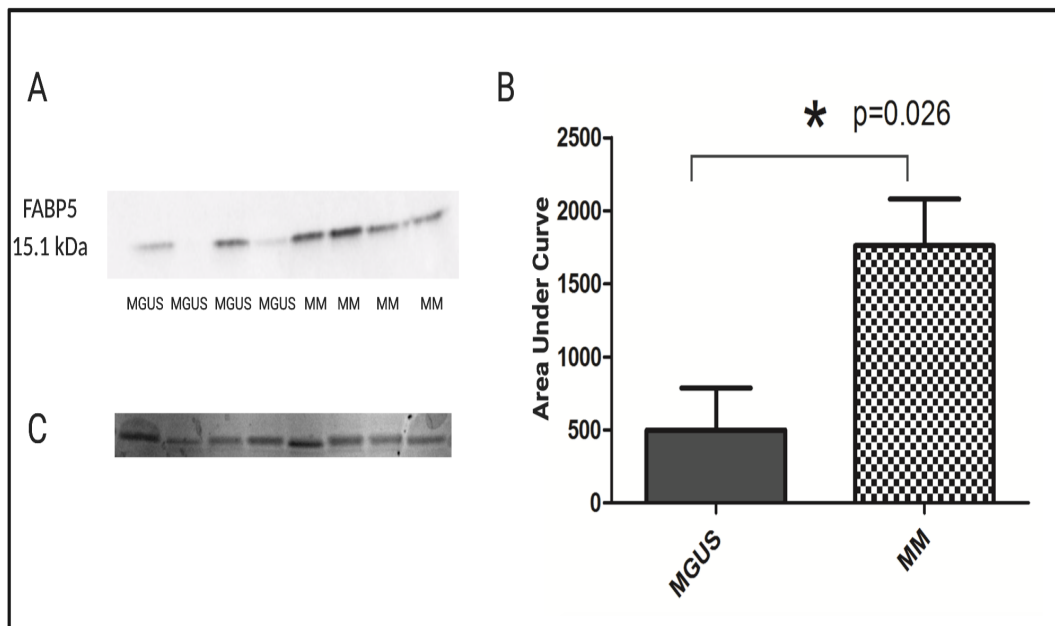 A
FABP5
15.1 kDa
MGUS MGUS MGUS MGUS MM MM MM MM
C
B
* p=0.026
Area Under Curve
2500
2000
1500
1000
500
0
MGUS
MM